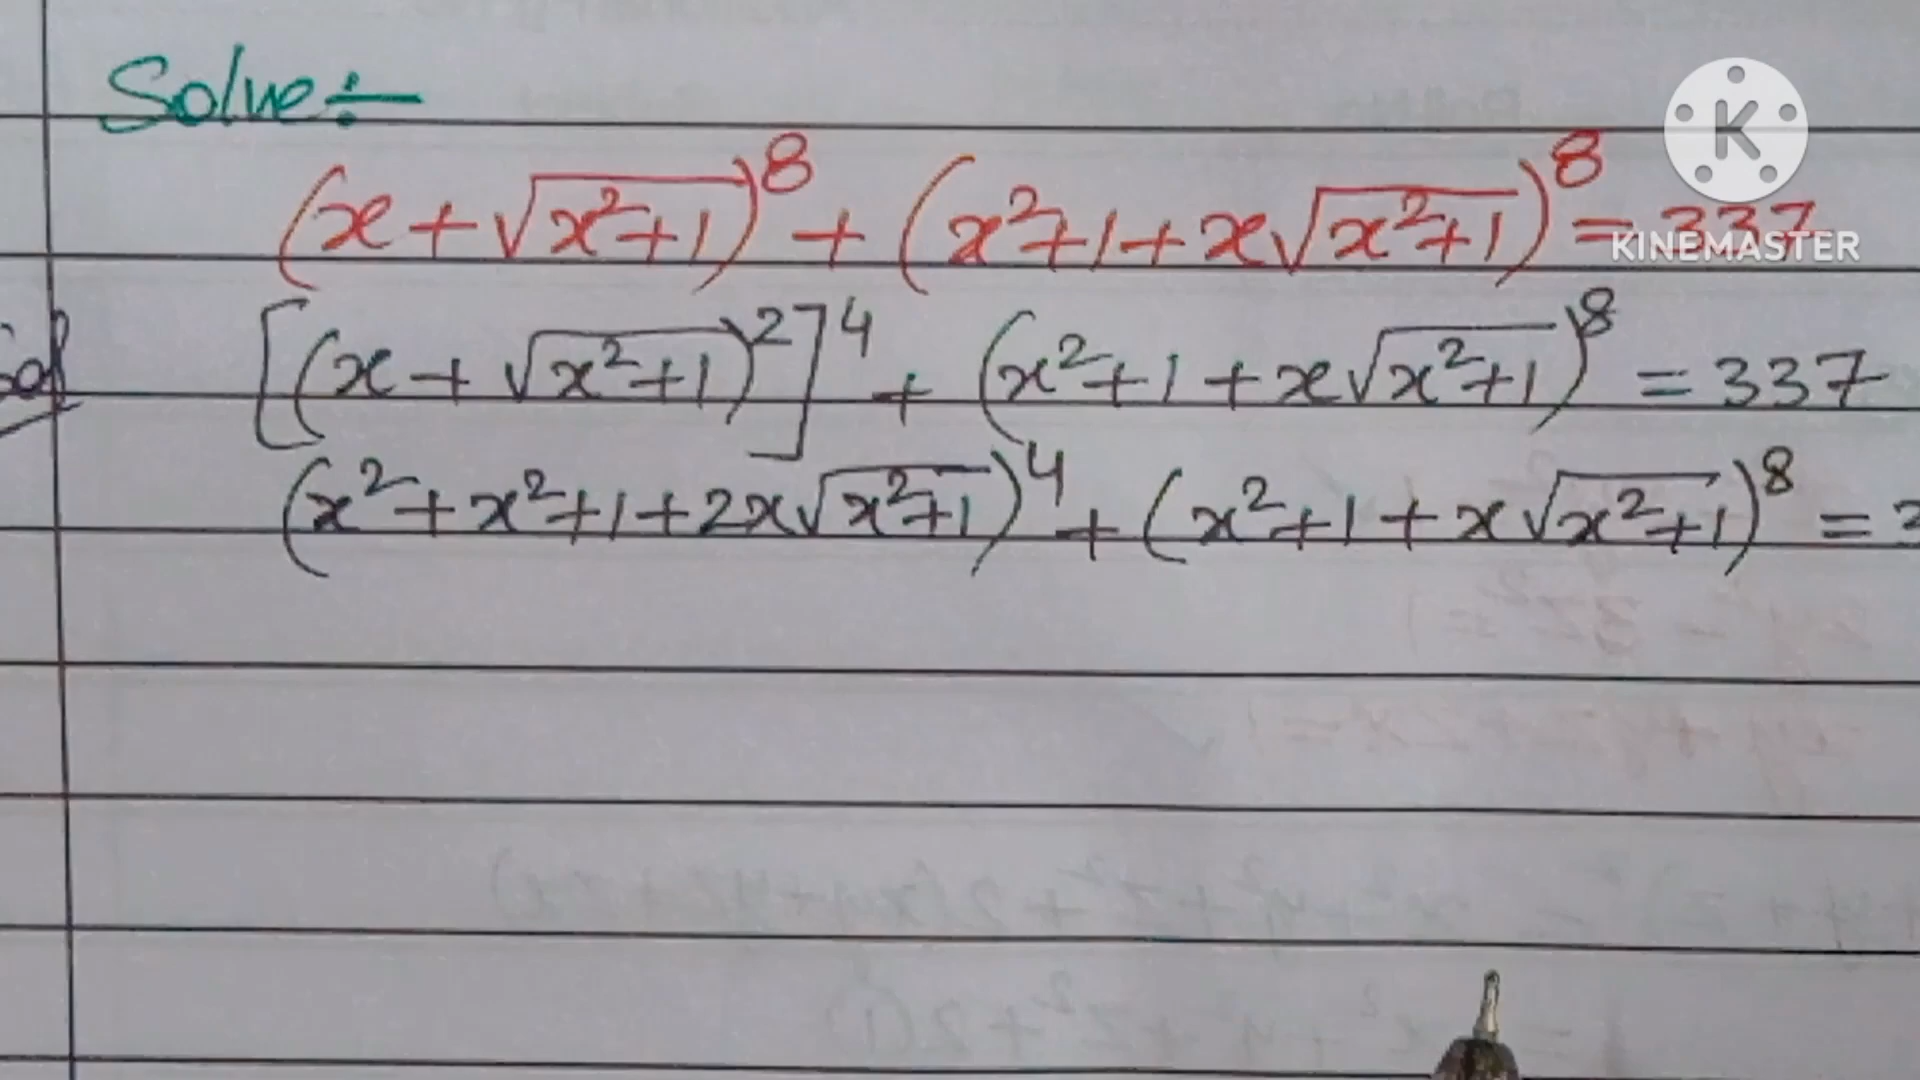 Solve:-
(x+√(x²+1))⁸ + (x²+1+x√(x²+1))⁸ = 337
K
KINEMASTER
Sol [(x+√(x²+1))²]⁴ + (x²+1+x√(x²+1))⁸ = 337
(x²+x²+1+2x√(x²+1))⁴ + (x²+1+x√(x²+1))⁸ = 3